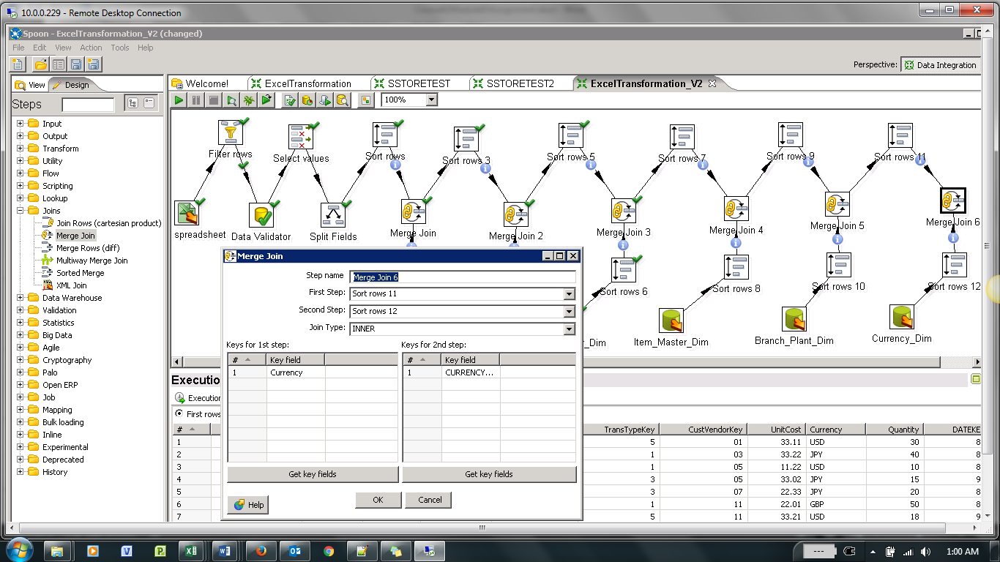 10.0.0.229 - Remote Desktop Connection
Spoon - ExcelTransformation_V2 (changed)
File Edit View Action Tools Help
Perspective: Data Integration
View Design
Welcome! ExcelTransformation SSTORETEST SSTORETEST2 ExcelTransformation_V2
Steps
100%
Input
Output
Transform
Utility
Flow
Scripting
Lookup
Joins
Join Rows (cartesian product)
Merge Join
Merge Rows (diff)
Multiway Merge Join
Sorted Merge
XML Join
Data Warehouse
Validation
Statistics
Big Data
Agile
Cryptography
Palo
Open ERP
Job
Mapping
Bulk loading
Inline
Experimental
Deprecated
History
Filter rows Select values Sort rows Sort rows 3 Sort rows 5 Sort rows 7 Sort rows 9 Sort rows 11
spreadsheet Data Validator Split Fields Merge Join Merge Join 2 Merge Join 3 Merge Join 4 Merge Join 5 Merge Join 6
Sort rows 6 Sort rows 8 Sort rows 10 Sort rows 12
r_Dim Item_Master_Dim Branch_Plant_Dim Currency_Dim
Merge Join
Step name Merge Join 6
First Step: Sort rows 11
Second Step: Sort rows 12
Join Type: INNER
Keys for 1st step: Keys for 2nd step:
# Key field # Key field
1 Currency 1 CURRENCY...
Get key fields Get key fields
Help OK Cancel
Executio
Execution
First rows
# TransTypeKey CustVendorKey UnitCost Currency Quantity DATEKE
1 5 01 33.11 USD 30 8
2 1 03 33.22 JPY 40 8
3 1 05 11.22 USD 10 8
4 3 05 33.02 JPY 15 9
5 3 07 22.33 JPY 20 8
6 1 11 22.01 GBP 50 8
7 5 11 33.21 USD 18 9
1:00 AM